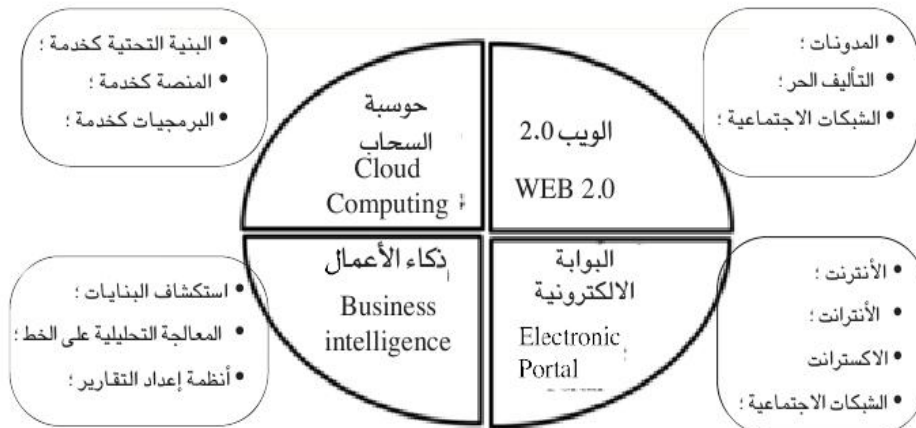 • المدونات ؛
• التأليف الحر ؛
• الشبكات الاجتماعية ؛
• البنية التحتية كخدمة ؛
• المنصة كخدمة ؛
• البرمجيات كخدمة ؛
الويب 2.0
WEB 2.0
حوسبة
السحاب
Cloud
Computing
البوابة
الالكترونية
Electronic
Portal
ذكاء الأعمال
Business
intelligence
• الأنترنت ؛
• الأنترانت ؛
• الاكسترانت
• الشبكات الاجتماعية ؛
• استكشاف البنايات ؛
• المعالجة التحليلية على الخط ؛
• أنظمة إعداد التقارير ؛